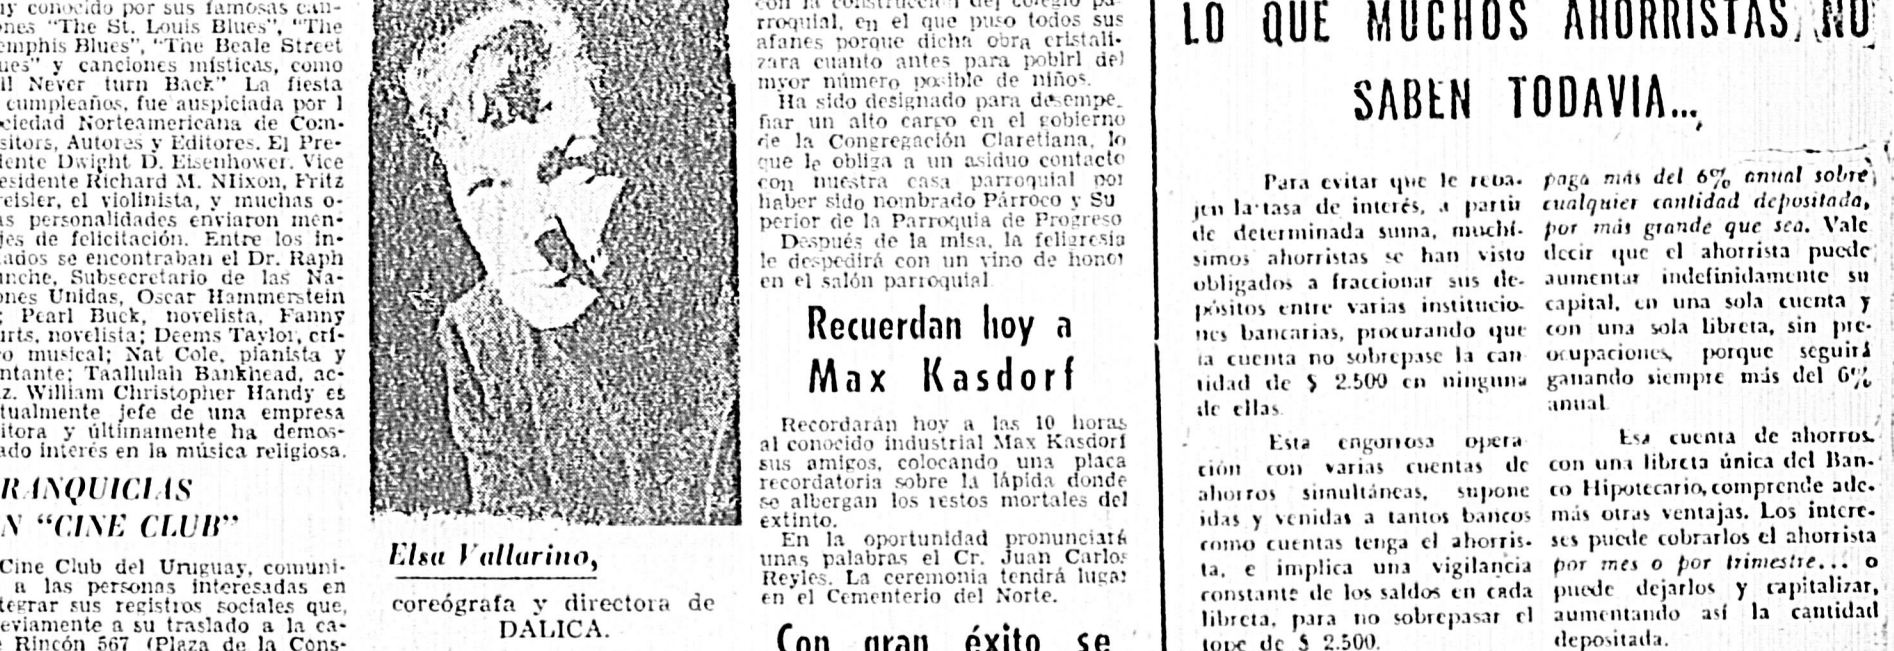 y conocido por sus famosas can-
nes "The St. Louis Blues", "The
emphis Blues", "The Beale Street
ues" y canciones místicas, como
ll Never turn Back" La fiesta
cumpleaños, fue auspiciada por l
ciedad Norteamericana de Com-
sitors, Autores y Editores. El Pre-
dente Dwight D. Eisenhower. Vice
esidente Richard M. NIixon, Fritz
reisler, el violinista, y muchas o-
as personalidades enviaron men-
jes de felicitación. Entre los in-
tados se encontraban el Dr. Raph
unche, Subsecretario de las Na-
ones Unidas, Oscar Hammerstein
; Pearl Buck, novelista, Fanny
urts, novelista; Deems Taylor, crí-
o musical; Nat Cole, pianista y
ntante; Taallulah Bankhead, ac-
z. William Christopher Handy es
tualmente jefe de una empresa
itora y últimamente ha demos-
ado interés en la música religiosa.
RANQUICIAS
N "CINE CLUB"
Cine Club del Uruguay, comuni-
a las personas interesadas en
tegrar sus registros sociales que,
eviamente a su traslado a la ca-
Rincón 567 (Plaza de la Cons-
Elsa Vallarino,
coreógrafa y directora de
DALICA.
con la construcción del colegio pa-
rroquial, en el que puso todos sus
afanes porque dicha obra cristali-
zara cuanto antes para poblrl del
myor número posible de niños.
Ha sido designado para desempe-
ñar un alto cargo en el gobierno
de la Congregación Claretiana, lo
que le obliga a un asiduo contacto
con nuestra casa parroquial por
haber sido nombrado Párroco y Su
perior de la Parroquia de Progreso
Después de la misa, la feligresía
le despedirá con un vino de honor
en el salón parroquial
Recuerdan hoy a
Max Kasdorf
Recordarán hoy a las 10 horas
al conocido industrial Max Kasdorf
sus amigos, colocando una placa
recordatoria sobre la lápida donde
se albergan los restos mortales del
extinto.
En la oportunidad pronunciará
unas palabras el Cr. Juan Carlos
Reyles. La ceremonia tendrá lugar
en el Cementerio del Norte.
Con gran éxito se
LO QUE MUCHOS AHORRISTAS NO
SABEN TODAVIA...
Para evitar que le reba-
jen la tasa de interés, a partir
de determinada suma, muchí-
simos ahorristas se han visto
obligados a fraccionar sus de-
pósitos entre varias institucio-
nes bancarias, procurando que
la cuenta no sobrepase la can
tidad de $ 2.500 en ninguna
de ellas.
Esta engorrosa opera
ción con varias cuentas de
ahorros simultáneas, supone
idas y venidas a tantos bancos
como cuentas tenga el ahorris-
ta, e implica una vigilancia
constante de los saldos en cada
libreta, para no sobrepasar el
tope de $ 2.500.
paga más del 6% anual sobre
cualquier cantidad depositada,
por más grande que sea. Vale
decir que el ahorrista puede
aumentar indefinidamente su
capital, en una sola cuenta y
con una sola libreta, sin pre-
ocupaciones, porque seguirá
ganando siempre más del 6%
anual
Esa cuenta de ahorros,
con una libreta única del Ban-
co Hipotecario, comprende ade-
más otras ventajas. Los intere-
ses puede cobrarlos el ahorrista
por mes o por trimestre... o
puede dejarlos y capitalizar,
aumentando así la cantidad
depositada.